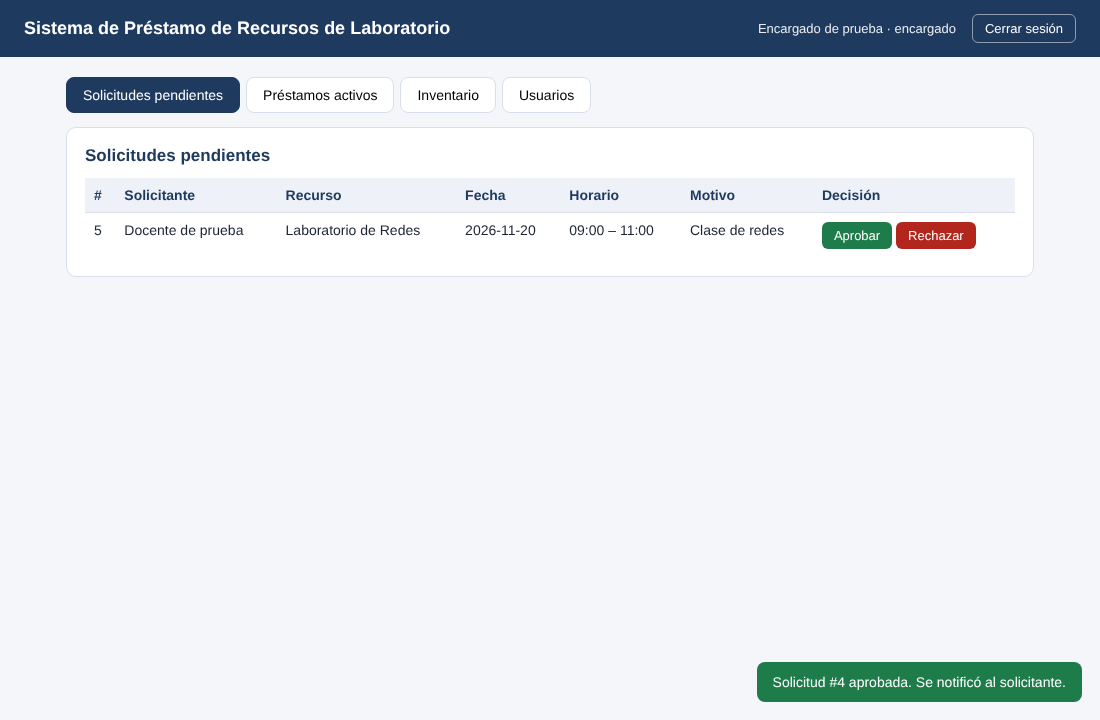 Sistema de Préstamo de Recursos de Laboratorio
Encargado de prueba · encargado
Cerrar sesión
Solicitudes pendientes
Préstamos activos
Inventario
Usuarios
Solicitudes pendientes
# Solicitante Recurso Fecha Horario Motivo Decisión
5 Docente de prueba Laboratorio de Redes 2026-11-20 09:00 – 11:00 Clase de redes Aprobar Rechazar
Solicitud #4 aprobada. Se notificó al solicitante.